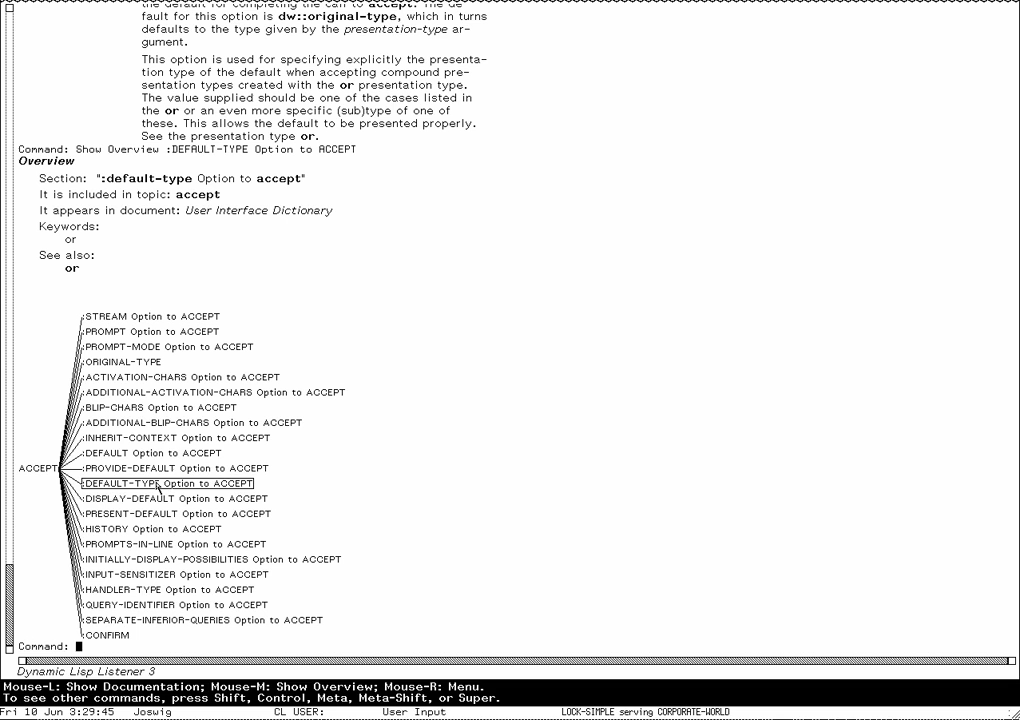 the default for completing the call to accept. The de-
fault for this option is dw::original-type, which in turns
defaults to the type given by the presentation-type ar-
gument.
This option is used for specifying explicitly the presenta-
tion type of the default when accepting compound pre-
sentation types created with the or presentation type.
The value supplied should be one of the cases listed in
the or or an even more specific (sub)type of one of
these. This allows the default to be presented properly.
See the presentation type or.
Command: Show Overview :DEFAULT-TYPE Option to ACCEPT
Overview
Section: ":default-type Option to accept"
It is included in topic: accept
It appears in document: User Interface Dictionary
Keywords:
or
See also:
or
:STREAM Option to ACCEPT
:PROMPT Option to ACCEPT
:PROMPT-MODE Option to ACCEPT
:ORIGINAL-TYPE
:ACTIVATION-CHARS Option to ACCEPT
:ADDITIONAL-ACTIVATION-CHARS Option to ACCEPT
:BLIP-CHARS Option to ACCEPT
:ADDITIONAL-BLIP-CHARS Option to ACCEPT
:INHERIT-CONTEXT Option to ACCEPT
:DEFAULT Option to ACCEPT
ACCEPT :PROVIDE-DEFAULT Option to ACCEPT
:DEFAULT-TYPE Option to ACCEPT
:DISPLAY-DEFAULT Option to ACCEPT
:PRESENT-DEFAULT Option to ACCEPT
:HISTORY Option to ACCEPT
:PROMPTS-IN-LINE Option to ACCEPT
:INITIALLY-DISPLAY-POSSIBILITIES Option to ACCEPT
:INPUT-SENSITIZER Option to ACCEPT
:HANDLER-TYPE Option to ACCEPT
:QUERY-IDENTIFIER Option to ACCEPT
:SEPARATE-INFERIOR-QUERIES Option to ACCEPT
:CONFIRM
Command:
Dynamic Lisp Listener 3
Mouse-L: Show Documentation; Mouse-M: Show Overview; Mouse-R: Menu.
To see other commands, press Shift, Control, Meta, Meta-Shift, or Super.
Fri 10 Jun 3:29:45 Joswig CL USER: User Input LOCK-SIMPLE serving CORPORATE-WORLD